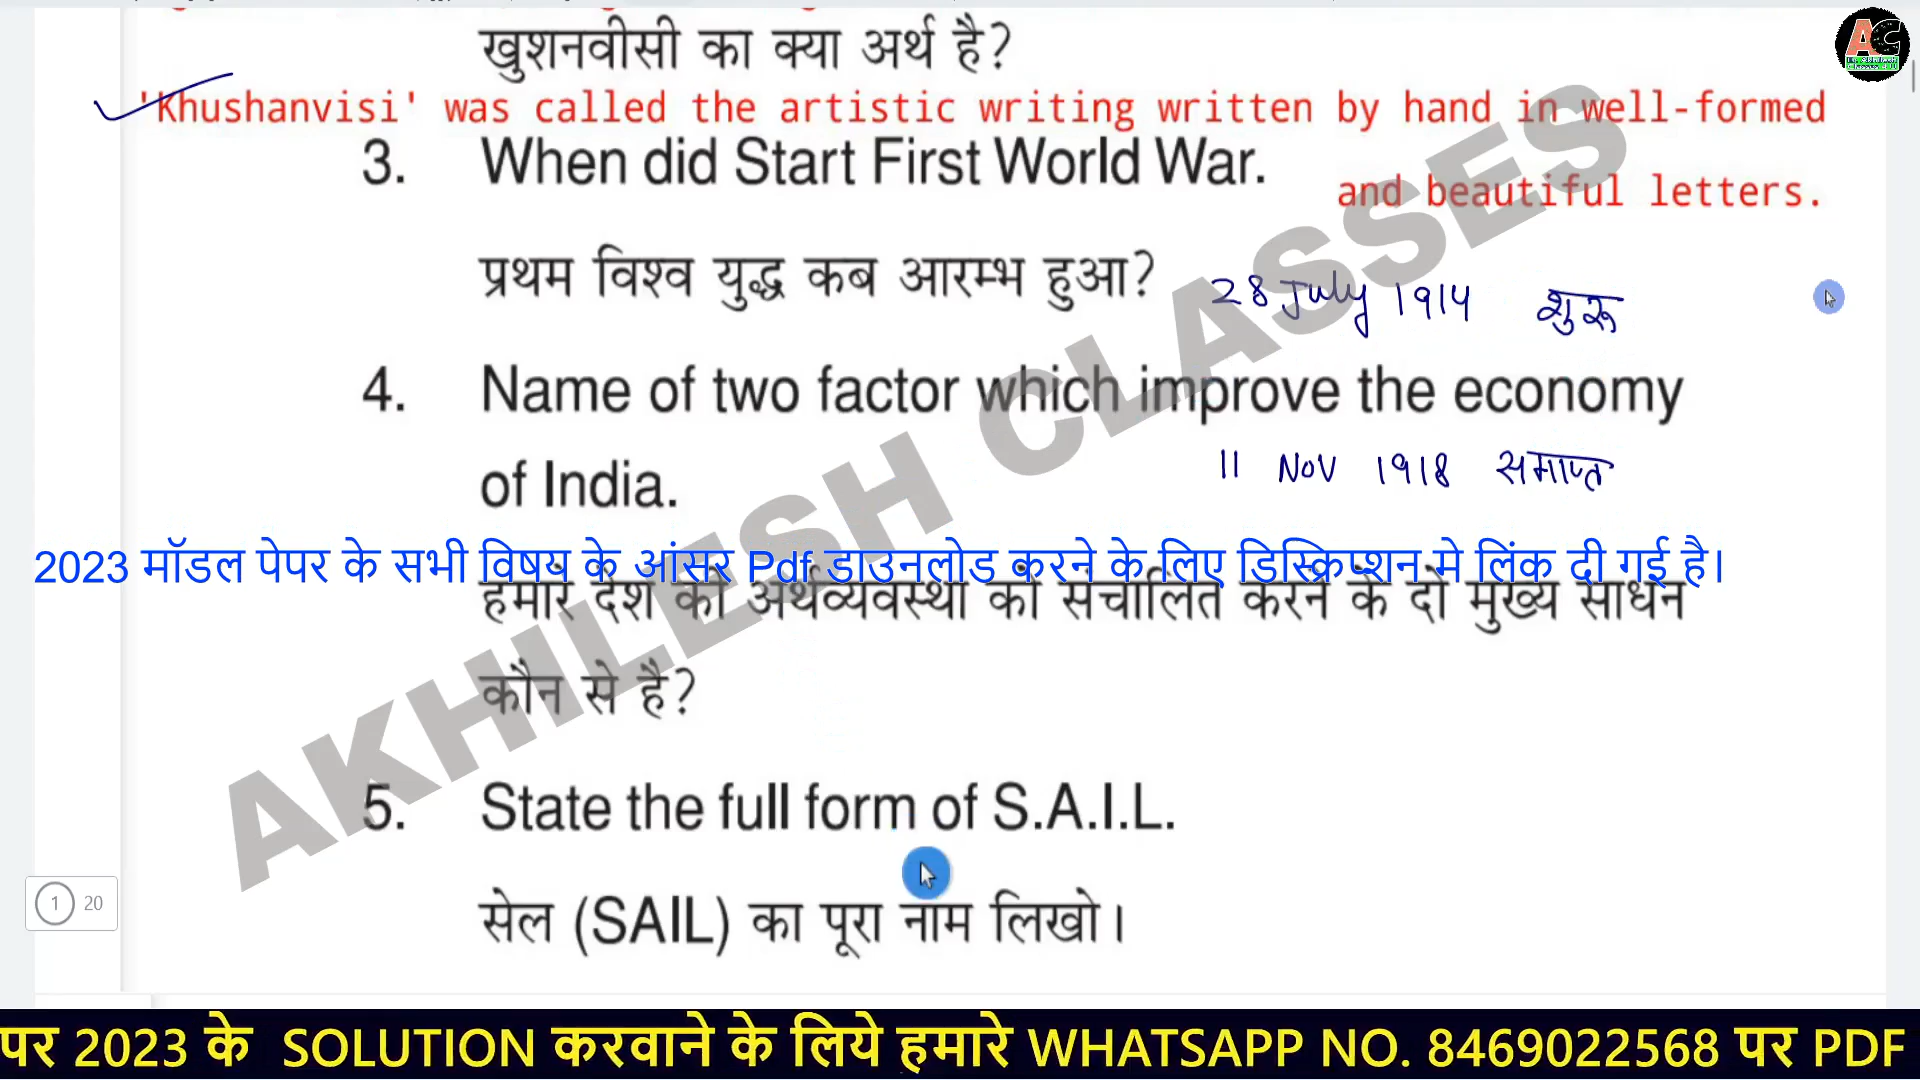 खुशनवीसी का क्या अर्थ है?
'Khushanvisi' was called the artistic writing written by hand in well-formed
and beautiful letters.
3. When did Start First World War.
प्रथम विश्व युद्ध कब आरम्भ हुआ?
28 July 1914 शुरू
4. Name of two factor which improve the economy
of India.
11 Nov 1918 समाप्त
2023 मॉडल पेपर के सभी विषय के आंसर Pdf डाउनलोड करने के लिए डिस्क्रिप्शन मे लिंक दी गई है।
हमारे देश की अर्थव्यवस्था को संचालित करने के दो मुख्य साधन
कौन से है?
5. State the full form of S.A.I.L.
सेल (SAIL) का पूरा नाम लिखो।
AKHILESH CLASSES
AC
1 20
पर 2023 के SOLUTION करवाने के लिये हमारे WHATSAPP NO. 8469022568 पर PDF